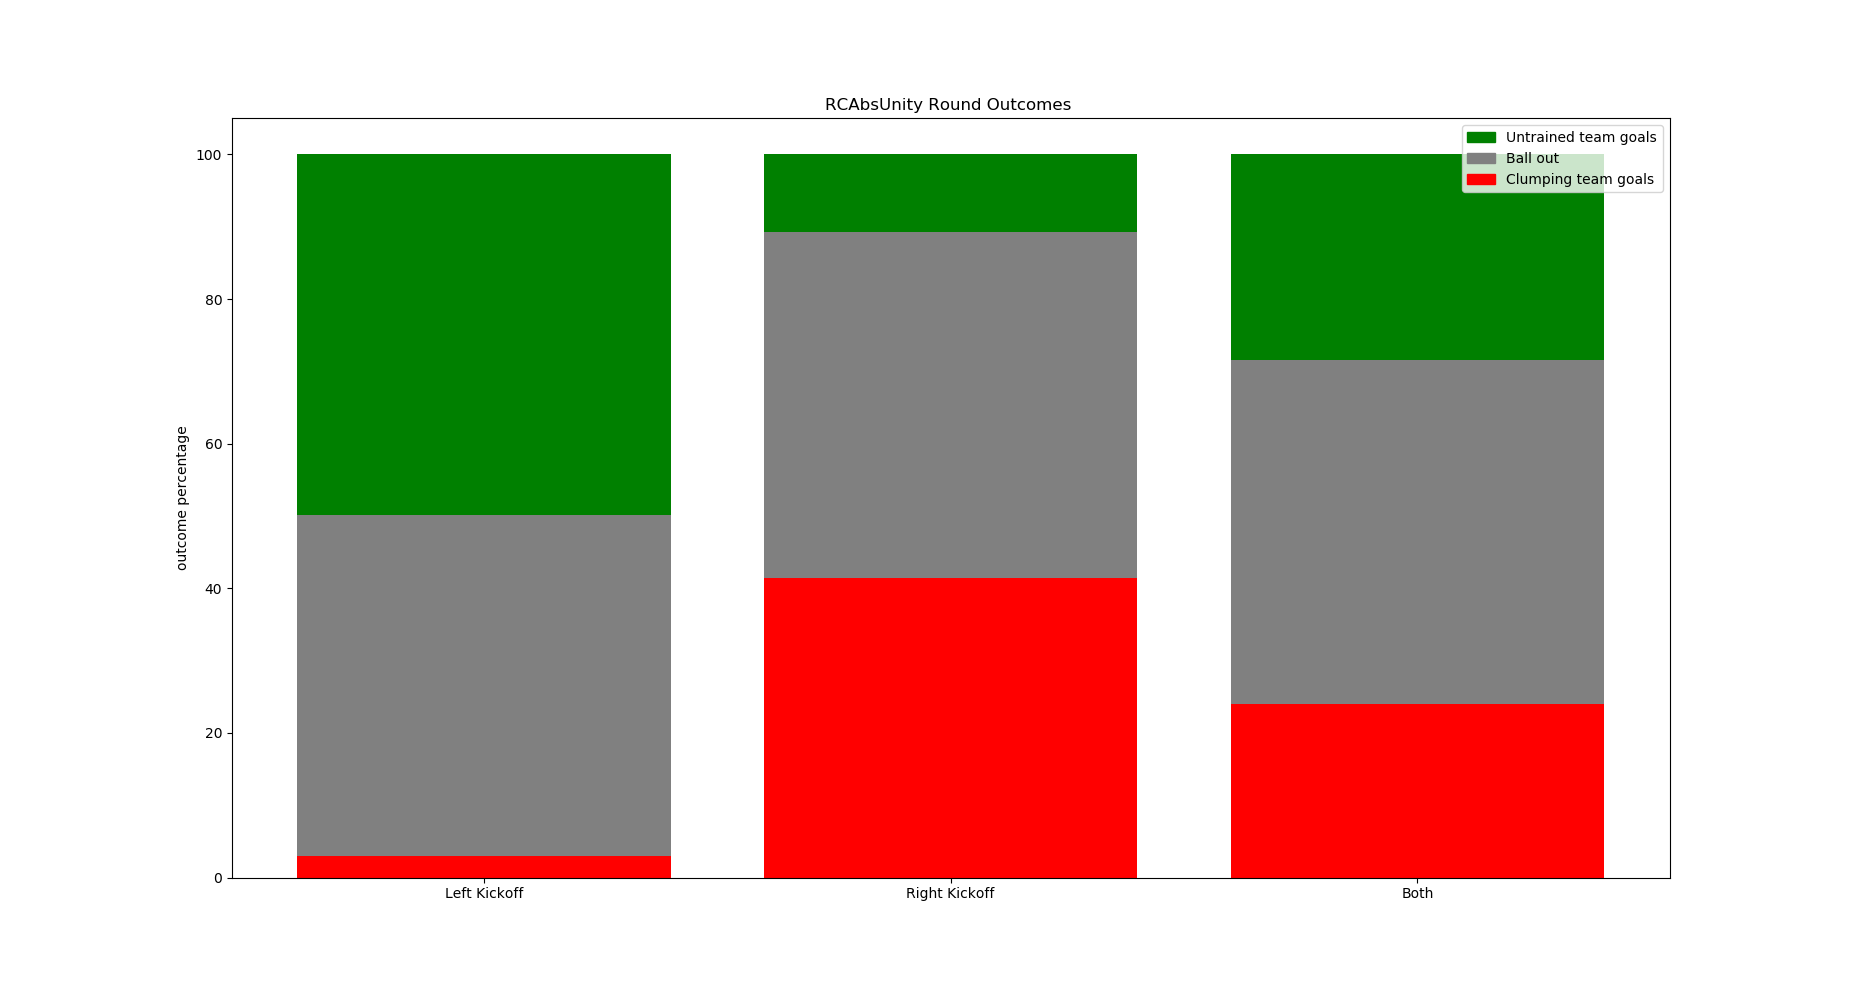 RCAbsUnity Round Outcomes
Untrained team goals
Ball out
Clumping team goals
outcome percentage
100
80
60
40
20
0
Left Kickoff
Right Kickoff
Both